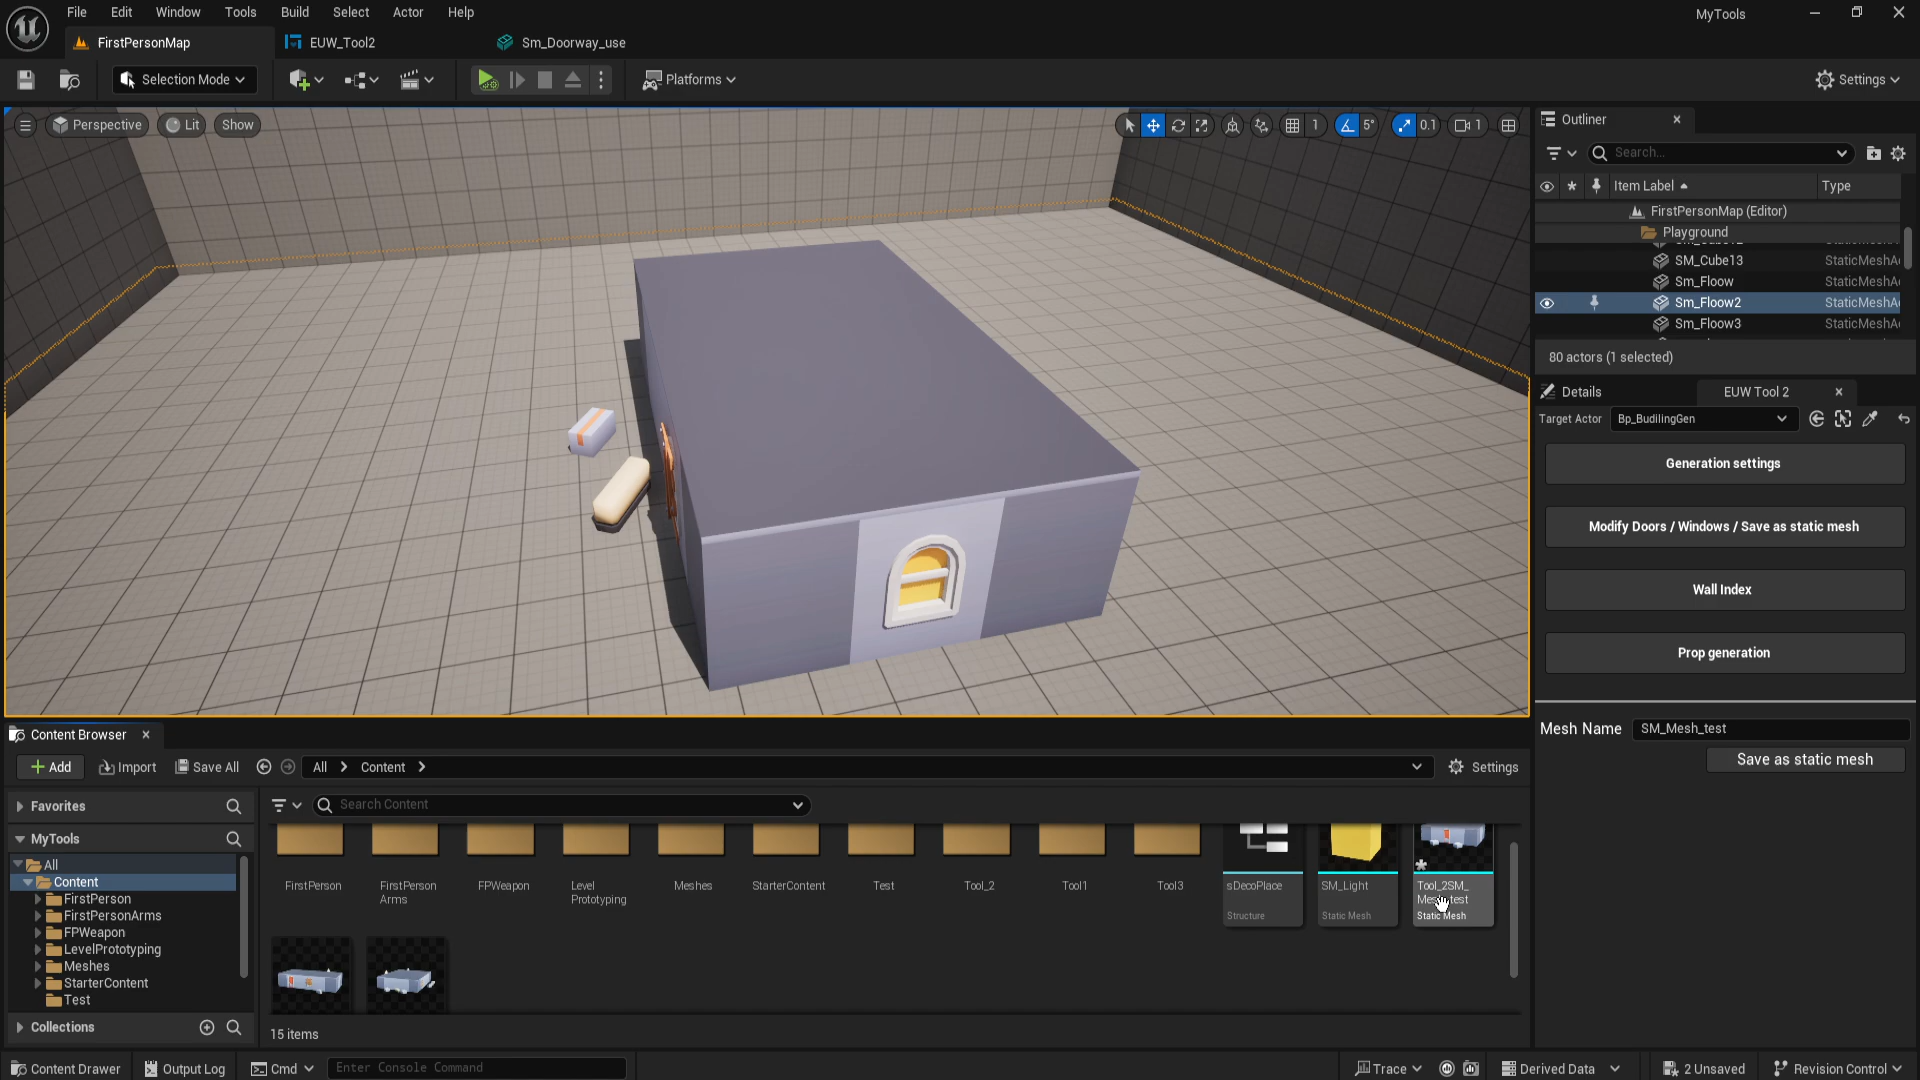 File Edit Window Tools Build Select Actor Help
MyTools
FirstPersonMap
EUW_Tool2
Sm_Doorway_use
Selection Mode
Platforms
Settings
Perspective
Lit
Show
1
5°
0.1
1
Outliner
Search...
Item Label
Type
FirstPersonMap (Editor)
Playground
SM_Cube13 StaticMeshA
Sm_Floow StaticMeshA
Sm_Floow2 StaticMeshA
Sm_Floow3 StaticMeshA
80 actors (1 selected)
Details
EUW Tool 2
Target Actor
Bp_BudilingGen
Generation settings
Modify Doors / Windows / Save as static mesh
Wall Index
Prop generation
Mesh Name
SM_Mesh_test
Save as static mesh
Content Browser
Add
Import
Save All
All
Content
Settings
Favorites
Search Content
MyTools
All
Content
FirstPerson
FirstPersonArms
FPWeapon
LevelPrototyping
Meshes
StarterContent
Test
Collections
FirstPerson
FirstPerson
Arms
FPWeapon
Level
Prototyping
Meshes
StarterContent
Test
Tool_2
Tool1
Tool3
sDecoPlace
Structure
SM_Light
Static Mesh
Tool_2SM_
Static Mesh
15 items
Content Drawer
Output Log
Cmd
Enter Console Command
Trace
Derived Data
2 Unsaved
Revision Control